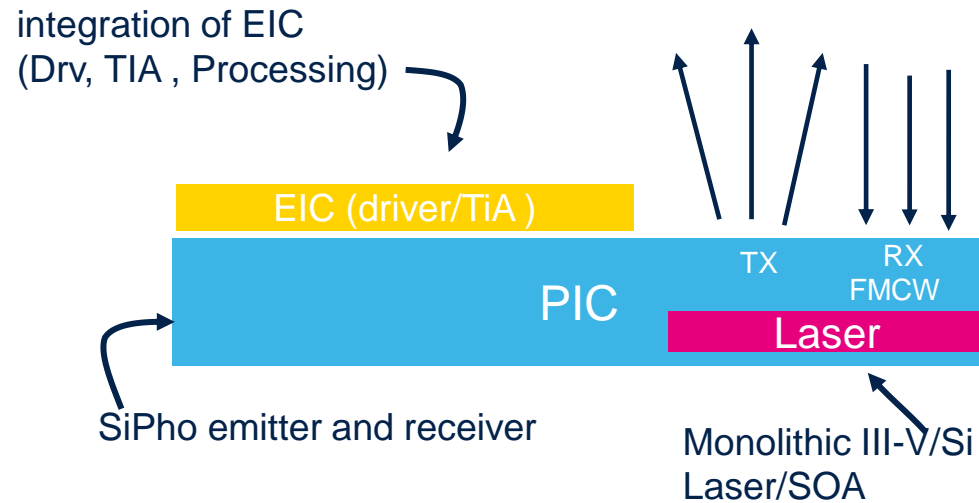 integration of EIC
(Drv, TIA , Processing)
EIC (driver/TiA )
TX
RX
FMCW
PIC
Laser
SiPho emitter and receiver
Monolithic III-V/Si
Laser/SOA